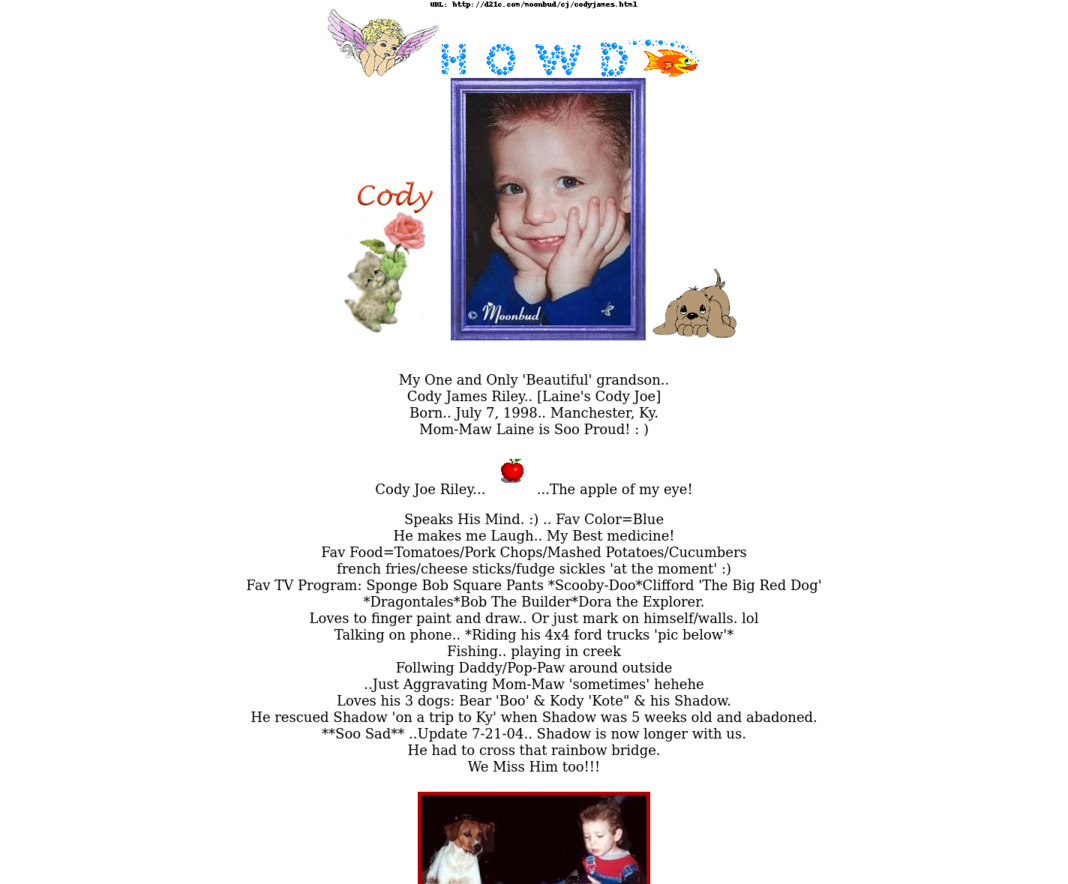 URL: http://d21c.com/moonbud/cj/codyjames.html
HOWD
Cody
© Moonbud
My One and Only 'Beautiful' grandson..
Cody James Riley.. [Laine's Cody Joe]
Born.. July 7, 1998.. Manchester, Ky.
Mom-Maw Laine is Soo Proud! : )
Cody Joe Riley... ...The apple of my eye!
Speaks His Mind. :) .. Fav Color=Blue
He makes me Laugh.. My Best medicine!
Fav Food=Tomatoes/Pork Chops/Mashed Potatoes/Cucumbers
french fries/cheese sticks/fudge sickles 'at the moment' :)
Fav TV Program: Sponge Bob Square Pants *Scooby-Doo*Clifford 'The Big Red Dog'
*Dragontales*Bob The Builder*Dora the Explorer.
Loves to finger paint and draw.. Or just mark on himself/walls. lol
Talking on phone.. *Riding his 4x4 ford trucks 'pic below'*
Fishing.. playing in creek
Follwing Daddy/Pop-Paw around outside
..Just Aggravating Mom-Maw 'sometimes' hehehe
Loves his 3 dogs: Bear 'Boo' & Kody 'Kote" & his Shadow.
He rescued Shadow 'on a trip to Ky' when Shadow was 5 weeks old and abadoned.
**Soo Sad** ..Update 7-21-04.. Shadow is now longer with us.
He had to cross that rainbow bridge.
We Miss Him too!!!